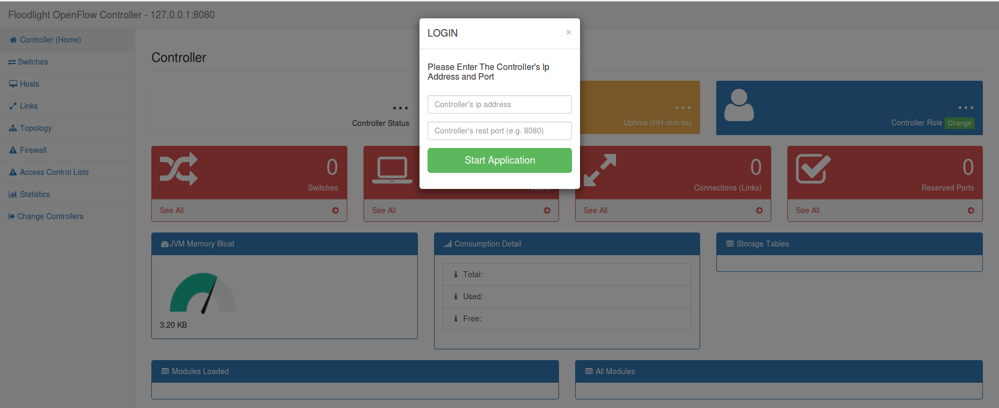 Floodlight OpenFlow Controller - 127.0.0.1:8080
Controller (Home)
Switches
Hosts
Links
Topology
Firewall
Access Control Lists
Statistics
Change Controllers
LOGIN
×
Please Enter The Controller's Ip
Address and Port
Controller's ip address
Controller's rest port (e.g. 8080)
Start Application
Controller
...
Controller Status
...
Uptime (HH-mm-ss)
...
Controller Role Change
0
Switches
See All
Hosts
See All
0
Connections (Links)
See All
0
Reserved Ports
See All
JVM Memory Bloat
3.20 KB
Consumption Detail
Total:
Used:
Free:
Storage Tables
Modules Loaded
All Modules